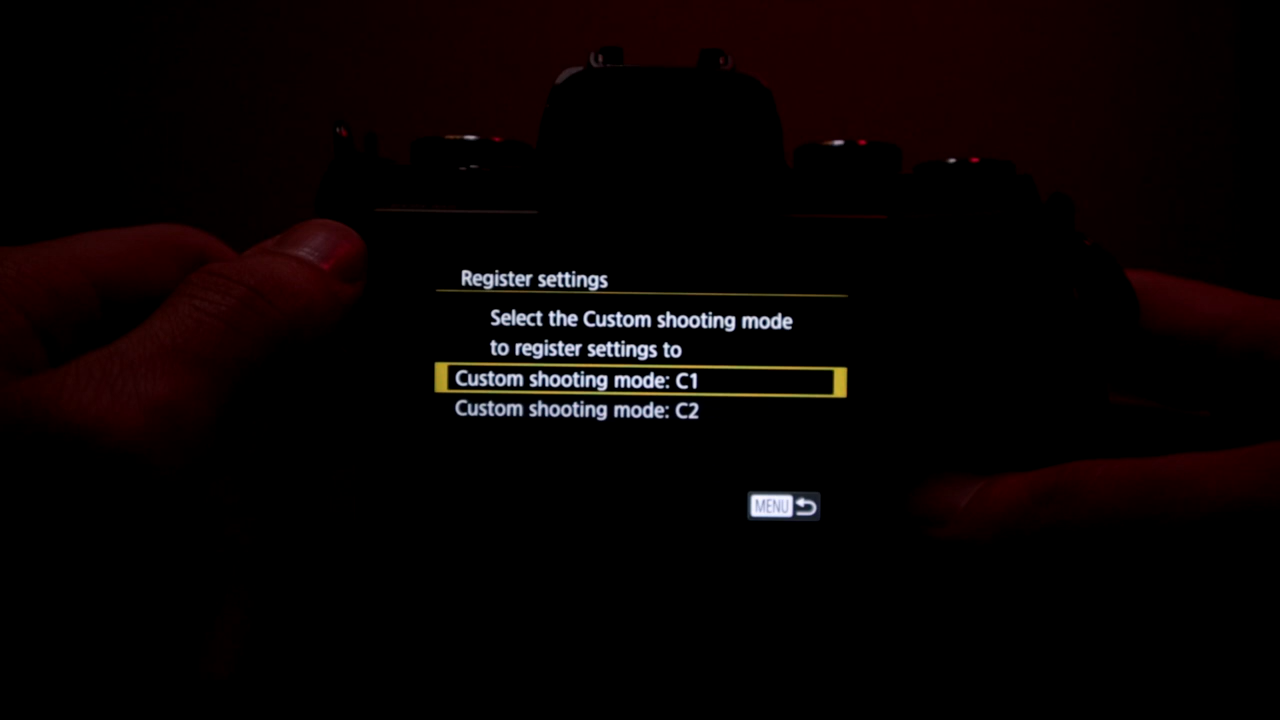 Register settings
Select the Custom shooting mode
to register settings to
Custom shooting mode: C1
Custom shooting mode: C2
MENU